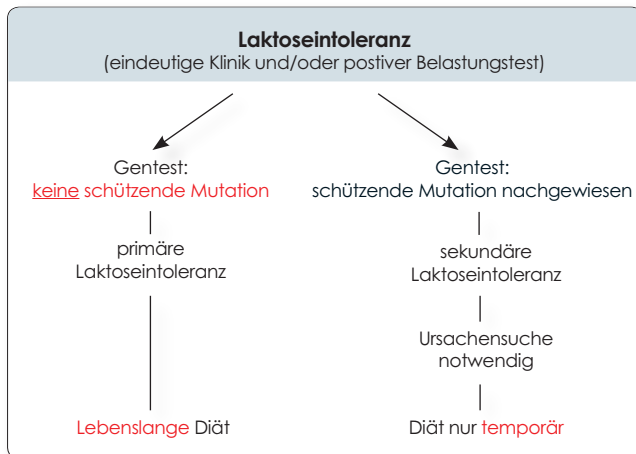 Laktoseintoleranz
(eindeutige Klinik und/oder postiver Belastungstest)
Gentest:
keine schützende Mutation
primäre
Laktoseintoleranz
Lebenslange Diät
Gentest:
schützende Mutation nachgewiesen
sekundäre
Laktoseintoleranz
Ursachensuche
notwendig
Diät nur temporär